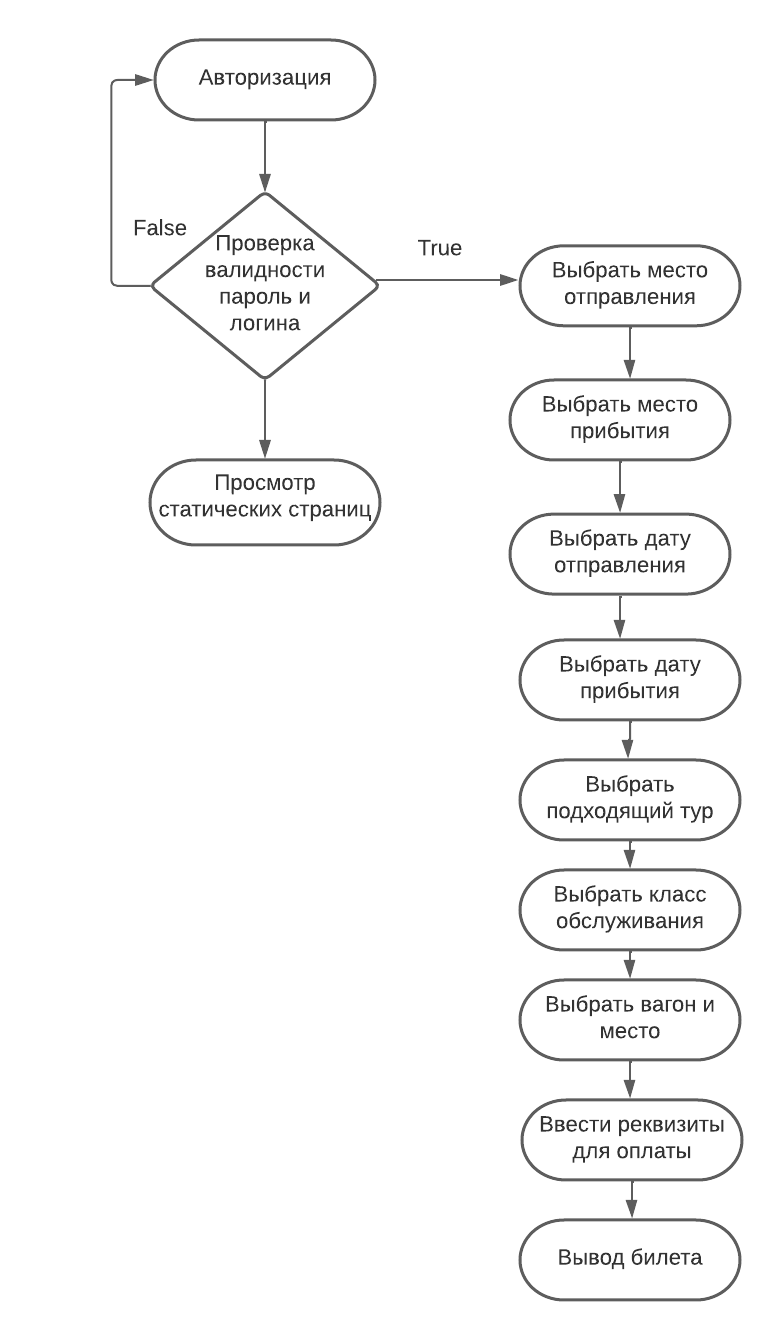 Авторизация
False
Проверка
валидности
пароль и
логина
True
Просмотр
статических страниц
Выбрать место
отправления
Выбрать место
прибытия
Выбрать дату
отправления
Выбрать дату
прибытия
Выбрать
подходящий тур
Выбрать класс
обслуживания
Выбрать вагон и
место
Ввести реквизиты
для оплаты
Вывод билета